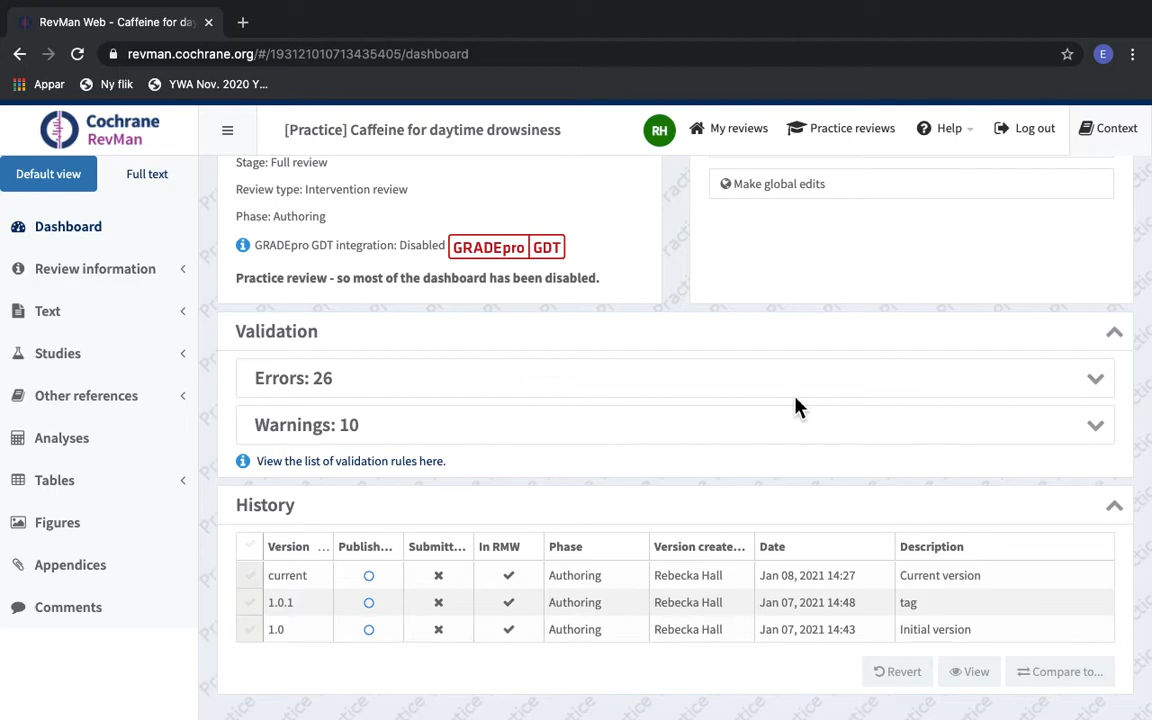 RevMan Web - Caffeine for da
revman.cochrane.org/#/193121010713435405/dashboard
E
Appar
Ny flik
YWA Nov. 2020 Y...
Cochrane
RevMan
[Practice] Caffeine for daytime drowsiness
RH
My reviews
Practice reviews
Help
Log out
Context
Default view
Full text
Dashboard
Review information
Text
Studies
Other references
Analyses
Tables
Figures
Appendices
Comments
Stage: Full review
Review type: Intervention review
Phase: Authoring
GRADEpro GDT integration: Disabled GRADEpro GDT
Practice review - so most of the dashboard has been disabled.
Make global edits
Validation
Errors: 26
Warnings: 10
View the list of validation rules here.
History
Version ... Publish... Submitt... In RMW Phase Version create... Date Description
current Authoring Rebecka Hall Jan 08, 2021 14:27 Current version
1.0.1 Authoring Rebecka Hall Jan 07, 2021 14:48 tag
1.0 Authoring Rebecka Hall Jan 07, 2021 14:43 Initial version
Revert View Compare to...